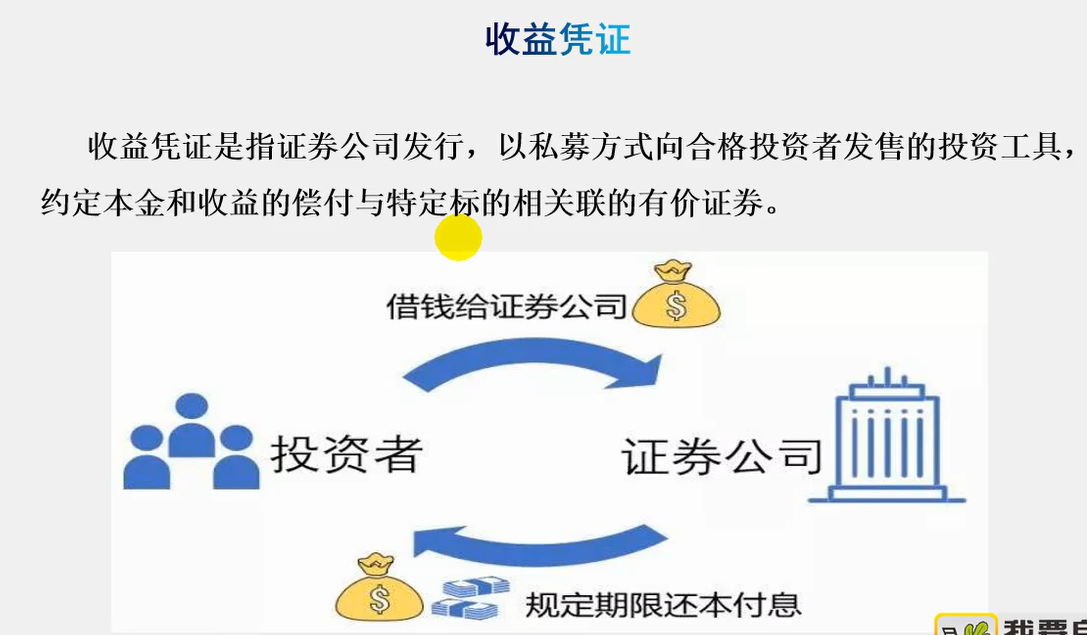 收益凭证
收益凭证是指证券公司发行，以私募方式向合格投资者发售的投资工具，
约定本金和收益的偿付与特定标的相关联的有价证券。
借钱给证券公司
$
投资者
证券公司
$
规定期限还本付息